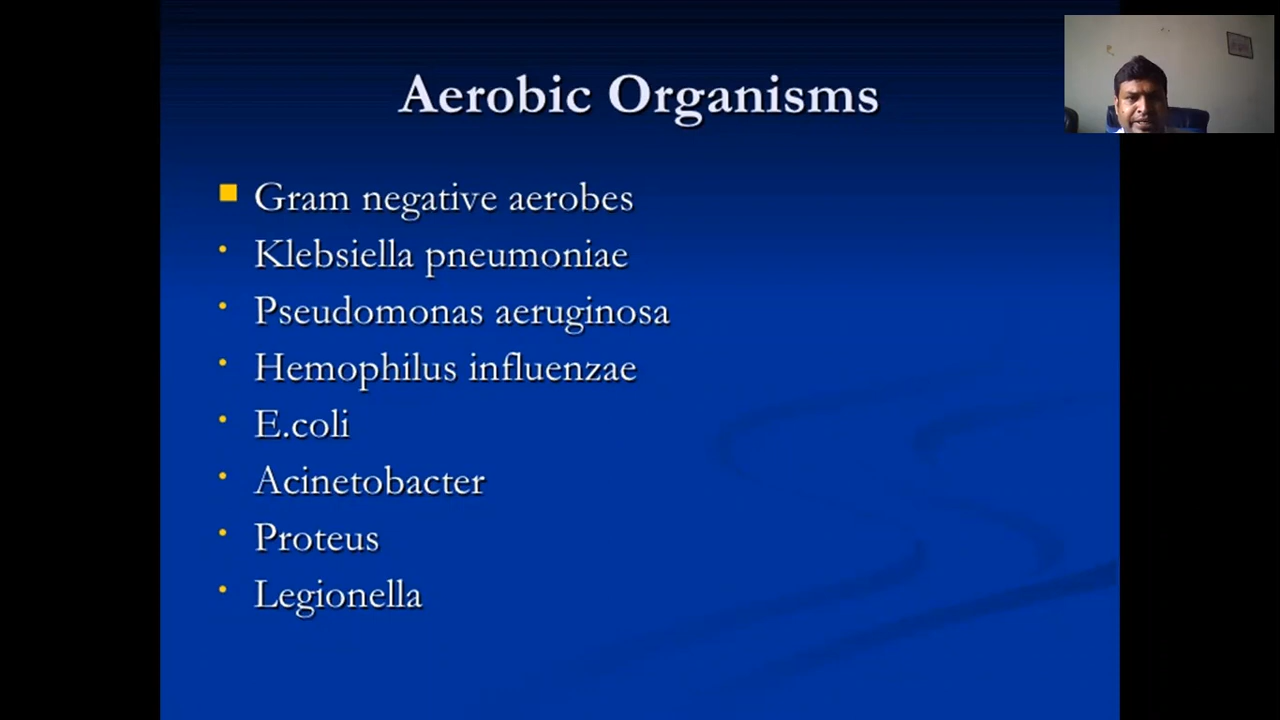 Aerobic Organisms
Gram negative aerobes
Klebsiella pneumoniae
Pseudomonas aeruginosa
Hemophilus influenzae
E.coli
Acinetobacter
Proteus
Legionella